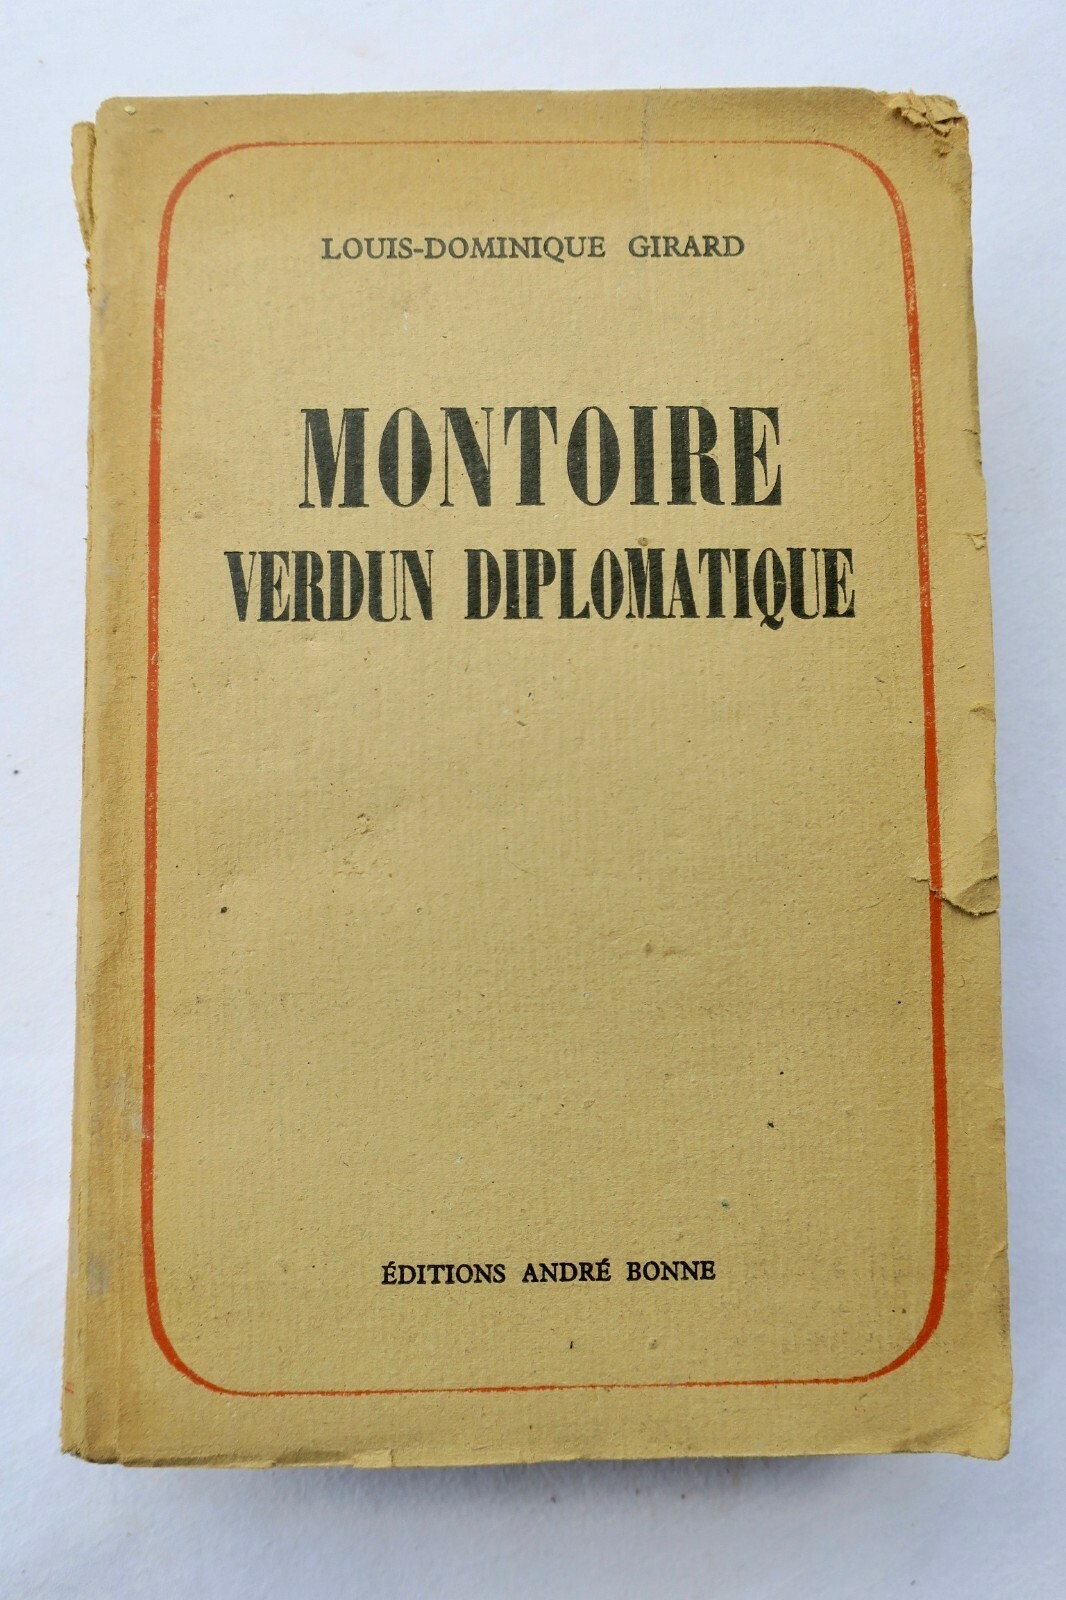 LOUIS-DOMINIQUE GIRARD
MONTOIRE
VERDUN DIPLOMATIQUE
ÉDITIONS ANDRÉ BONNE